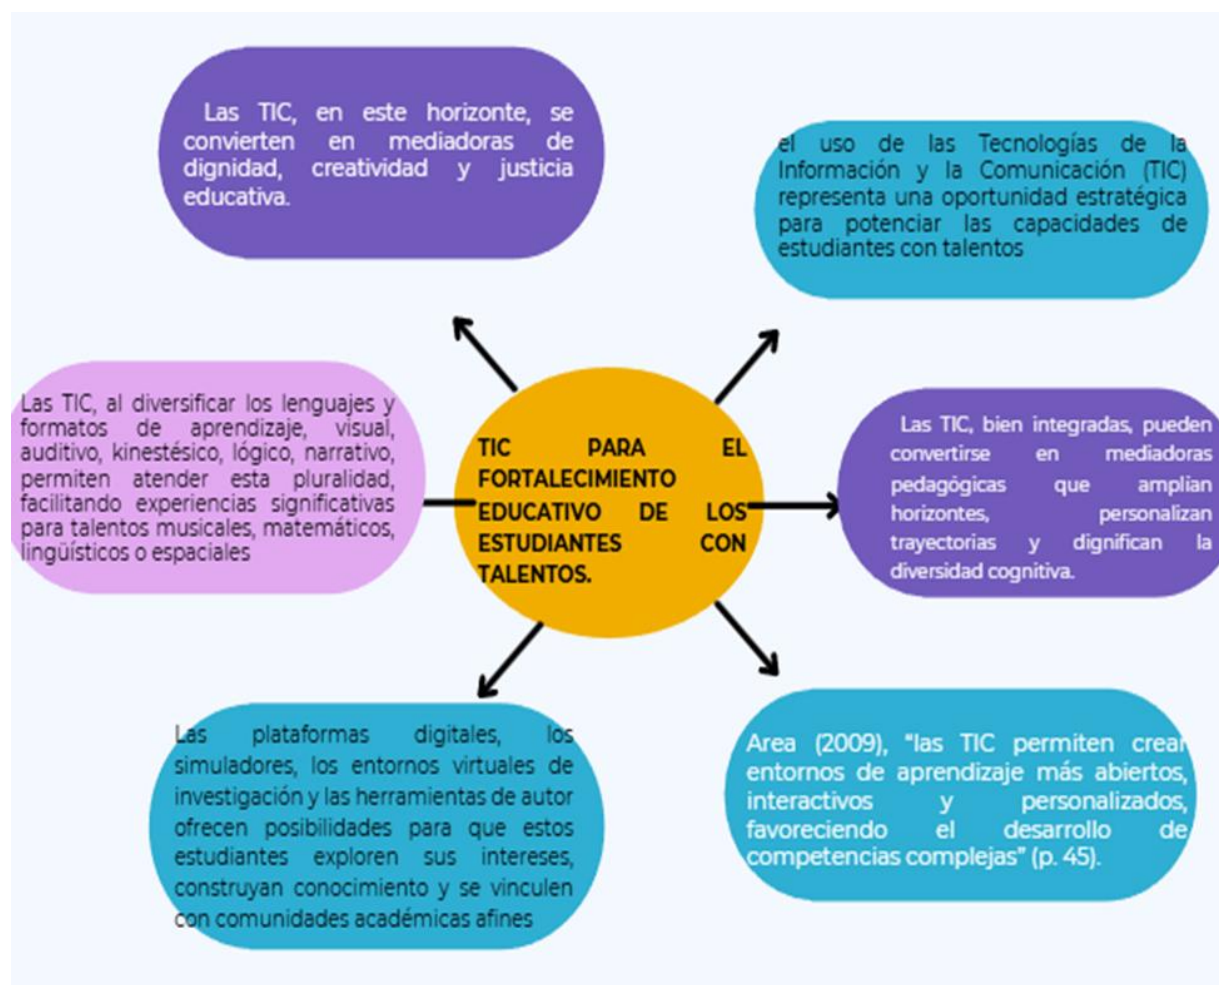 Las TIC, en este horizonte, se
convierten en mediadoras de
dignidad, creatividad y justicia
educativa.
el uso de las Tecnologías de la
Información y la Comunicación (TIC)
representa una oportunidad estratégica
para potenciar las capacidades de
estudiantes con talentos
Las TIC, al diversificar los lenguajes y
formatos de aprendizaje, visual,
auditivo, kinestésico, lógico, narrativo,
permiten atender esta pluralidad,
facilitando experiencias significativas
para talentos musicales, matemáticos,
lingüísticos o espaciales
TIC PARA EL
FORTALECIMIENTO
EDUCATIVO DE LOS
ESTUDIANTES CON
TALENTOS.
Las TIC, bien integradas, pueden
convertirse en mediadoras
pedagógicas que amplian
horizontes, personalizan
trayectorias y dignifican la
diversidad cognitiva.
Las plataformas digitales, los
simuladores, los entornos virtuales de
investigación y las herramientas de autor
ofrecen posibilidades para que estos
estudiantes exploren sus intereses,
construyan conocimiento y se vinculen
con comunidades académicas afines
Area (2009), “las TIC permiten crear
entornos de aprendizaje más abiertos,
interactivos y personalizados,
favoreciendo el desarrollo de
competencias complejas” (p. 45).